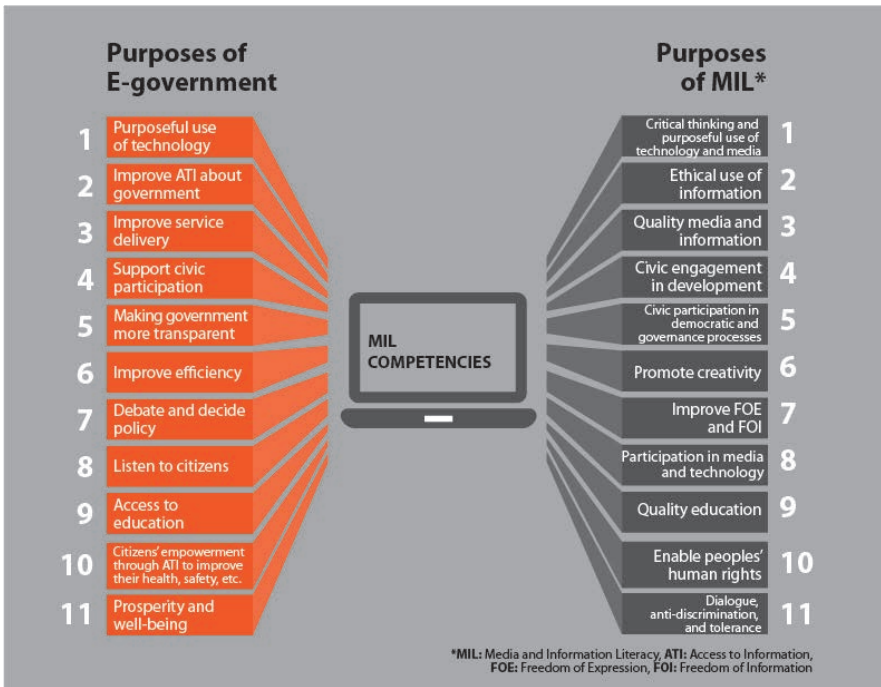 Purposes of
E-government
1
Purposeful use
of technology
2
Improve ATI about
government
3
Improve service
delivery
4
Support civic
participation
5
Making government
more transparent
6
Improve efficiency
7
Debate and decide
policy
8
Listen to citizens
9
Access to
education
10
Citizens' empowerment
through ATI to improve
their health, safety, etc.
11
Prosperity and
well-being
MIL
COMPETENCIES
Purposes
of MIL*
Critical thinking and
purposeful use of
technology and media
1
Ethical use of
information
2
Quality media and
information
3
Civic engagement
in development
4
Civic participation in
democratic and
governance processes
5
Promote creativity
6
Improve FOE
and FOI
7
Participation in media
and technology
8
Quality education
9
Enable peoples'
human rights
10
Dialogue,
anti-discrimination,
and tolerance
11
*MIL: Media and Information Literacy, ATI: Access to Information,
FOE: Freedom of Expression, FOI: Freedom of Information